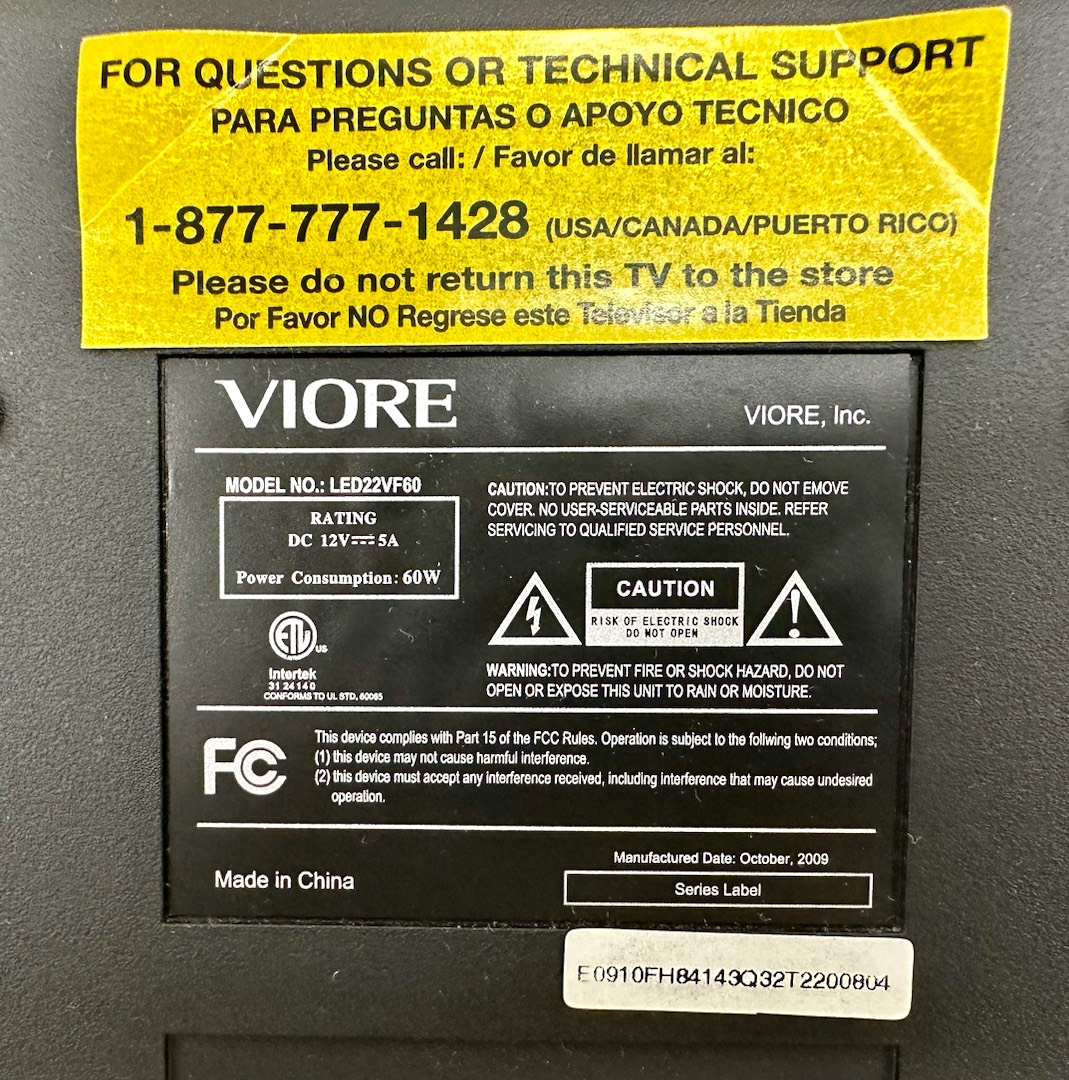 FOR QUESTIONS OR TECHNICAL SUPPORT
PARA PREGUNTAS O APOYO TECNICO
Please call: / Favor de llamar al:
1-877-777-1428 (USA/CANADA/PUERTO RICO)
Please do not return this TV to the store
Por Favor NO Regrese este Televisor a la Tienda
VIORE
VIORE, Inc.
MODEL NO.: LED22VF60
RATING
DC 12V⎓5A
Power Consumption: 60W
ETL US
Intertek
3124140
CONFORMS TO UL STD. 60065
CAUTION:TO PREVENT ELECTRIC SHOCK, DO NOT EMOVE
COVER. NO USER-SERVICEABLE PARTS INSIDE. REFER
SERVICING TO QUALIFIED SERVICE PERSONNEL.
CAUTION
RISK OF ELECTRIC SHOCK
DO NOT OPEN
WARNING:TO PREVENT FIRE OR SHOCK HAZARD, DO NOT
OPEN OR EXPOSE THIS UNIT TO RAIN OR MOISTURE.
FC
This device complies with Part 15 of the FCC Rules. Operation is subject to the follwing two conditions;
(1) this device may not cause harmful interference.
(2) this device must accept any interference received, including interference that may cause undesired
operation.
Made in China
Manufactured Date: October, 2009
Series Label
E0910FH84143Q32T2200804